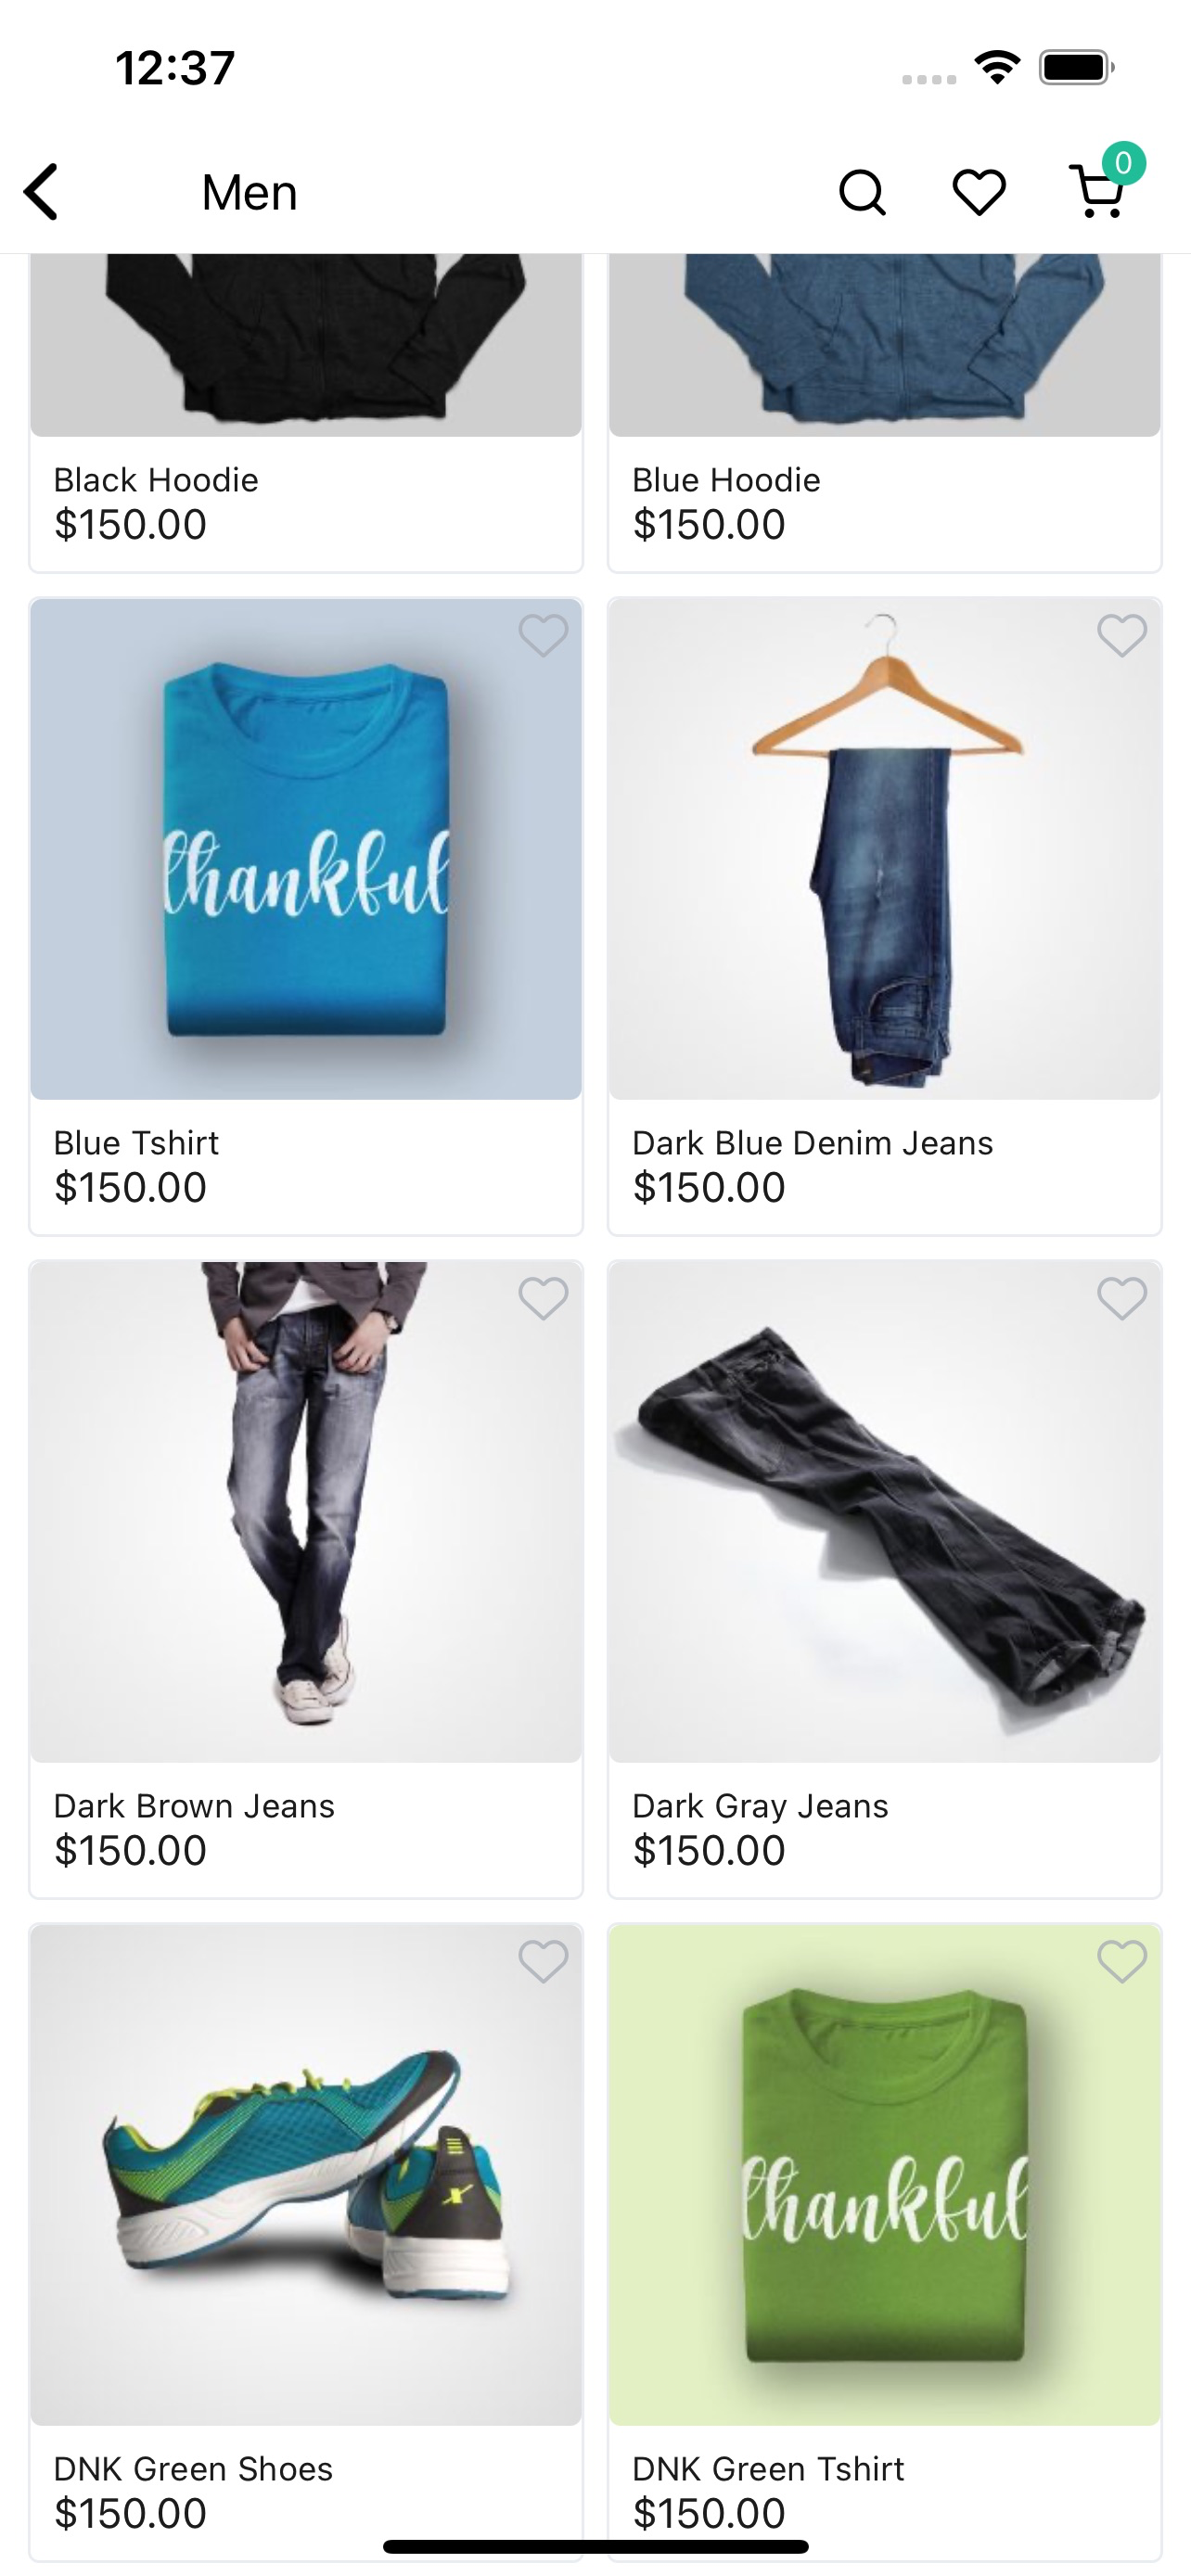 12:37
Men
0
Black Hoodie
$150.00
Blue Hoodie
$150.00
thankful
Blue Tshirt
$150.00
Dark Blue Denim Jeans
$150.00
Dark Brown Jeans
$150.00
Dark Gray Jeans
$150.00
thankful
DNK Green Shoes
$150.00
DNK Green Tshirt
$150.00